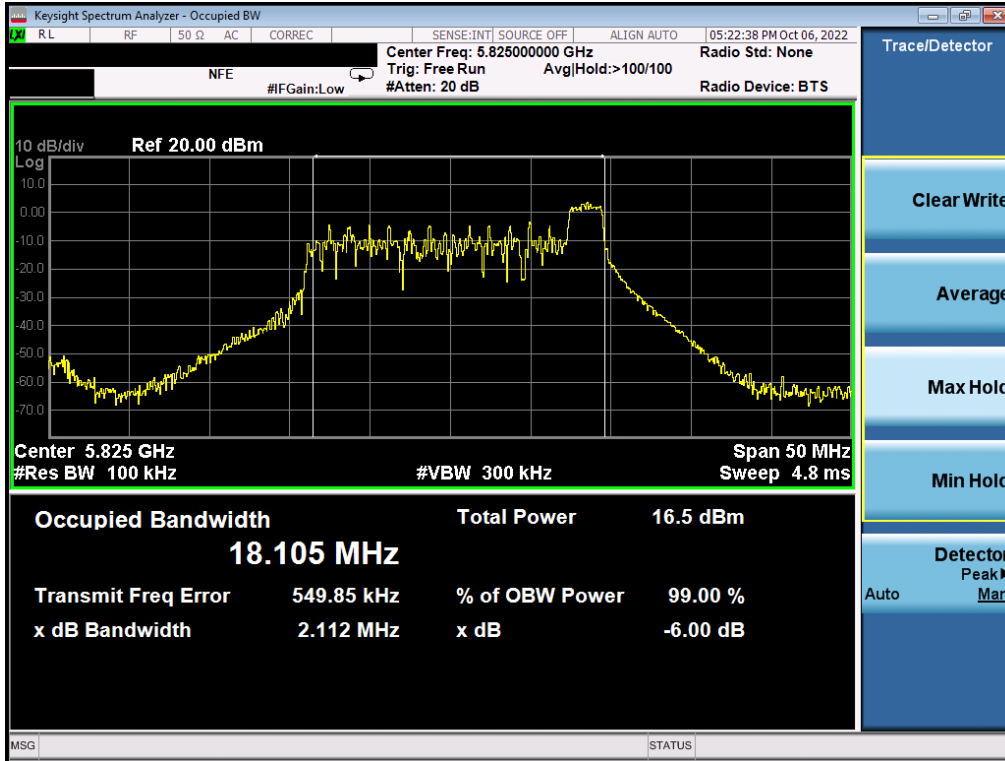 Keysight Spectrum Analyzer - Occupied BW
LXI RL RF 50 Ω AC CORREC SENSE:INT SOURCE OFF ALIGN AUTO 05:22:38 PM Oct 06, 2022
Center Freq: 5.825000000 GHz Radio Std: None
NFE Trig: Free Run Avg|Hold:>100/100
#IFGain:Low #Atten: 20 dB Radio Device: BTS
Trace/Detector
10 dB/div Ref 20.00 dBm
Log
10.0
0.00
-10.0
-20.0
-30.0
-40.0
-50.0
-60.0
-70.0
Center 5.825 GHz Span 50 MHz
#Res BW 100 kHz #VBW 300 kHz Sweep 4.8 ms
Occupied Bandwidth Total Power 16.5 dBm
18.105 MHz
Transmit Freq Error 549.85 kHz % of OBW Power 99.00 %
x dB Bandwidth 2.112 MHz x dB -6.00 dB
Clear Write
Average
Max Hold
Min Hold
Detector
Peak
Auto Man
MSG STATUS